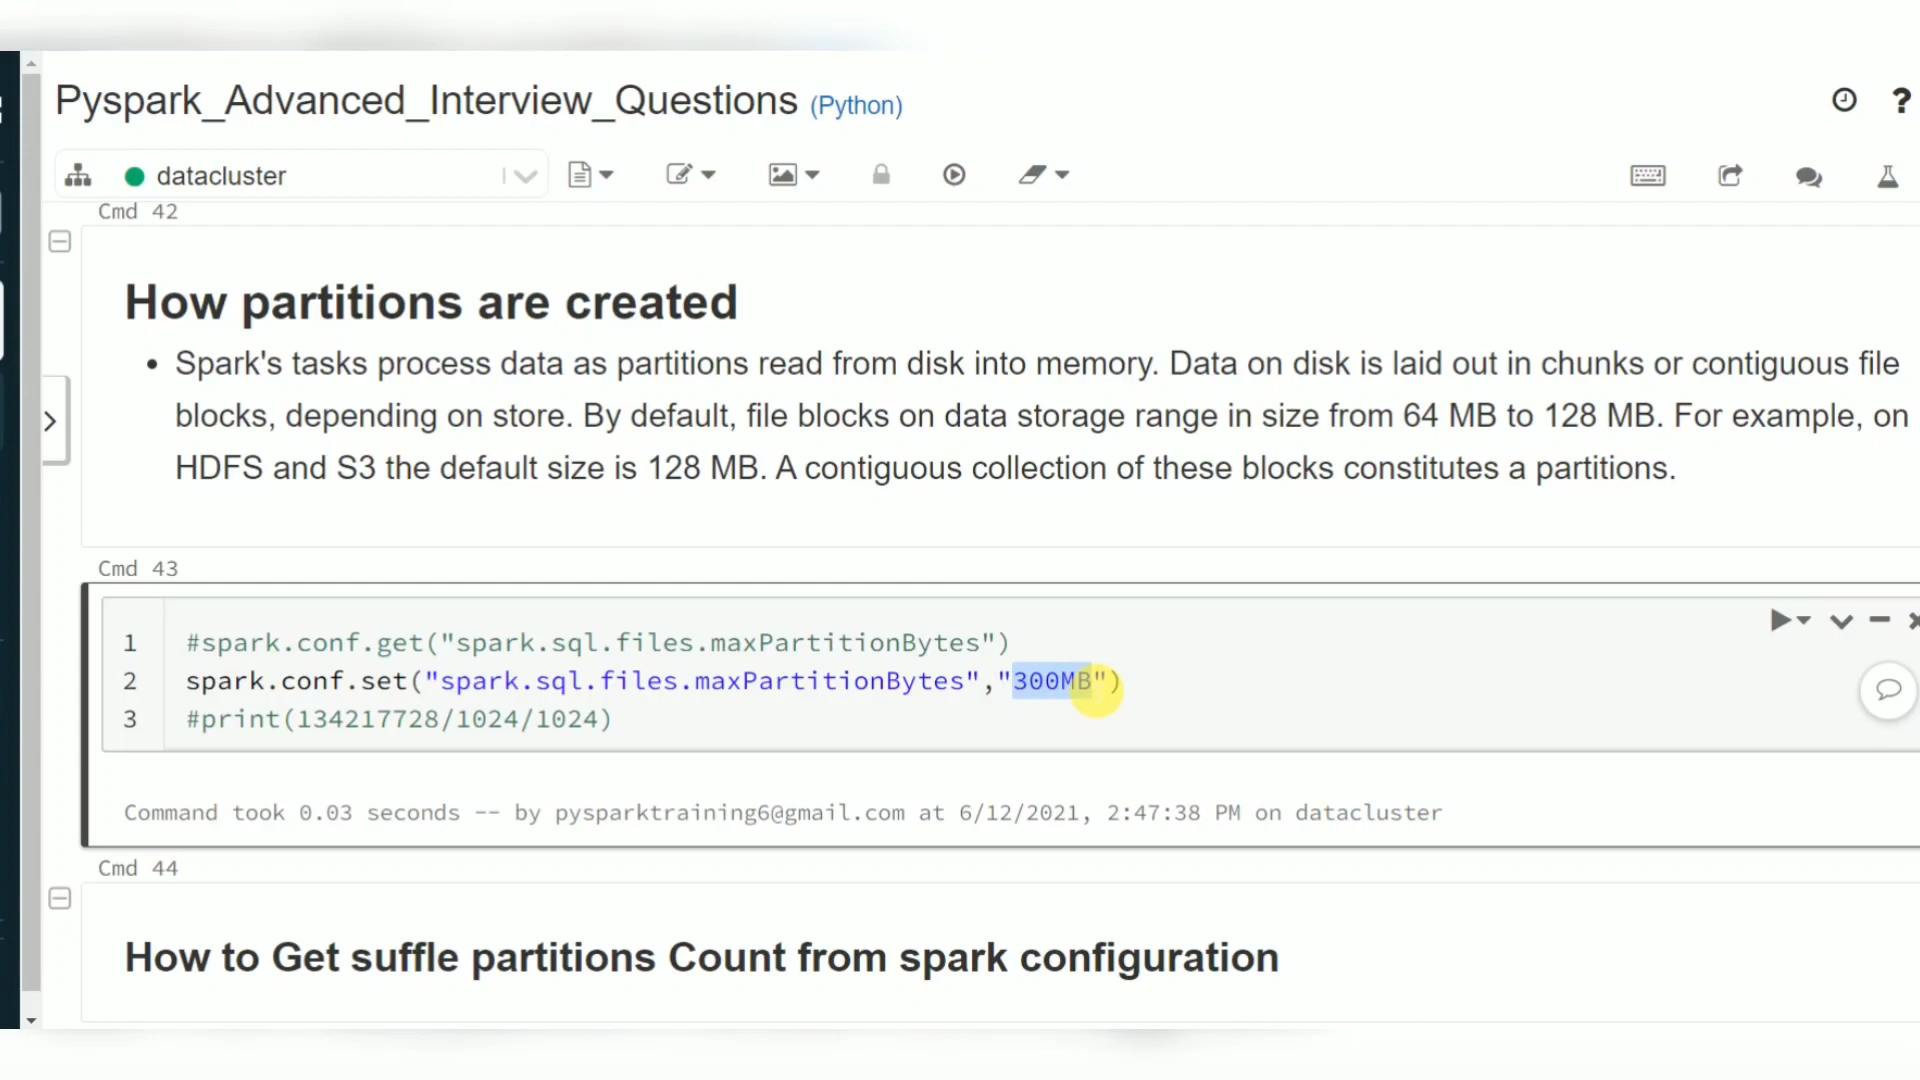 Pyspark_Advanced_Interview_Questions (Python)
?
datacluster
Cmd 42
How partitions are created
• Spark's tasks process data as partitions read from disk into memory. Data on disk is laid out in chunks or contiguous file
blocks, depending on store. By default, file blocks on data storage range in size from 64 MB to 128 MB. For example, on
HDFS and S3 the default size is 128 MB. A contiguous collection of these blocks constitutes a partitions.
Cmd 43
1 #spark.conf.get("spark.sql.files.maxPartitionBytes")
2 spark.conf.set("spark.sql.files.maxPartitionBytes","300MB")
3 #print(134217728/1024/1024)
Command took 0.03 seconds -- by pysparktraining6@gmail.com at 6/12/2021, 2:47:38 PM on datacluster
Cmd 44
How to Get suffle partitions Count from spark configuration